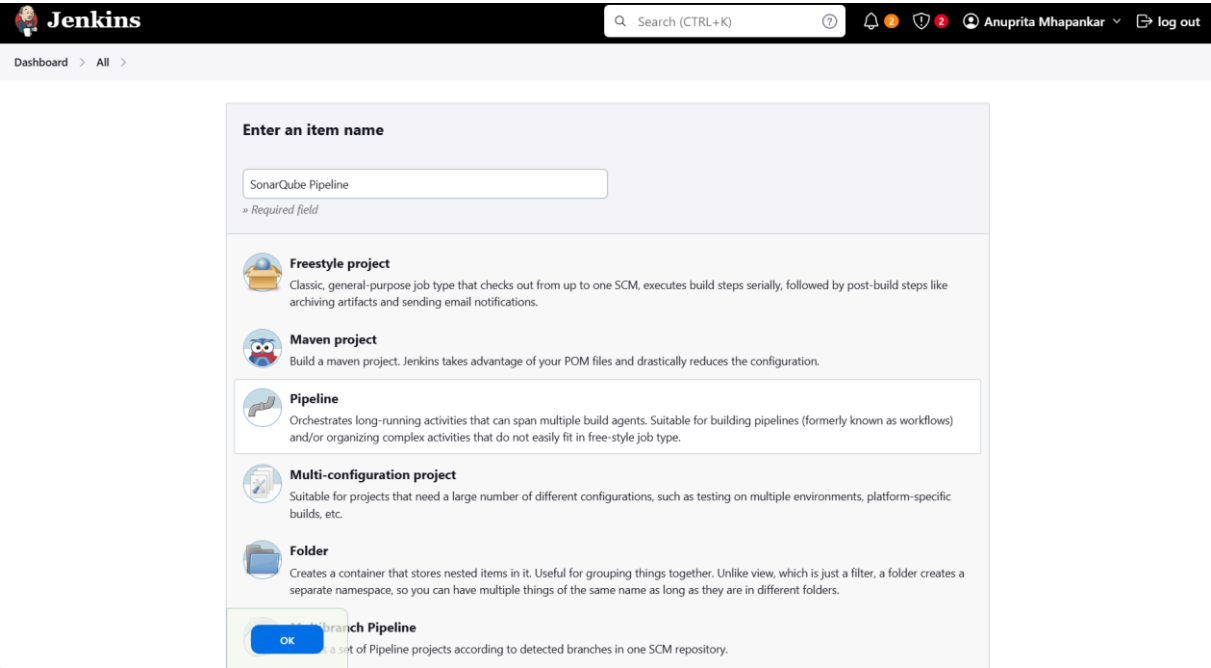 Jenkins
Search (CTRL+K)
2
2
Anuprita Mhapankar
log out
Dashboard > All >
Enter an item name
SonarQube Pipeline
» Required field
Freestyle project
Classic, general-purpose job type that checks out from up to one SCM, executes build steps serially, followed by post-build steps like
archiving artifacts and sending email notifications.
Maven project
Build a maven project. Jenkins takes advantage of your POM files and drastically reduces the configuration.
Pipeline
Orchestrates long-running activities that can span multiple build agents. Suitable for building pipelines (formerly known as workflows)
and/or organizing complex activities that do not easily fit in free-style job type.
Multi-configuration project
Suitable for projects that need a large number of different configurations, such as testing on multiple environments, platform-specific
builds, etc.
Folder
Creates a container that stores nested items in it. Useful for grouping things together. Unlike view, which is just a filter, a folder creates a
separate namespace, so you can have multiple things of the same name as long as they are in different folders.
Pipeline
OK
set of Pipeline projects according to detected branches in one SCM repository.